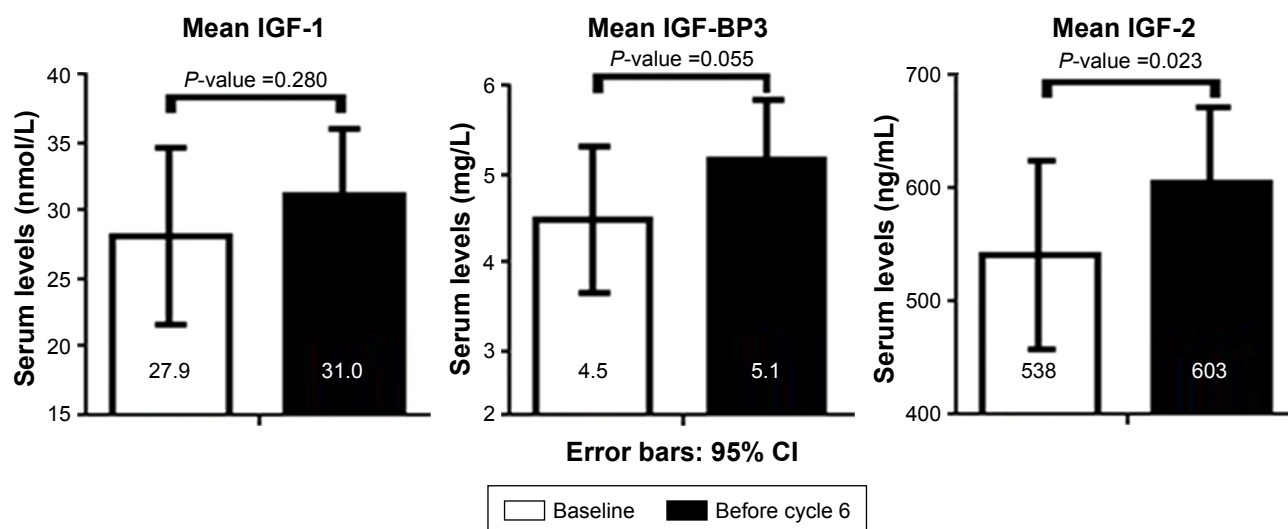 Mean IGF-1
P-value =0.280
Serum levels (nmol/L)
40
35
30
25
20
15
27.9
31.0
Mean IGF-BP3
P-value =0.055
Serum levels (mg/L)
6
5
4
3
2
4.5
5.1
Mean IGF-2
P-value =0.023
Serum levels (ng/mL)
700
600
500
400
538
603
Error bars: 95% CI
Baseline
Before cycle 6